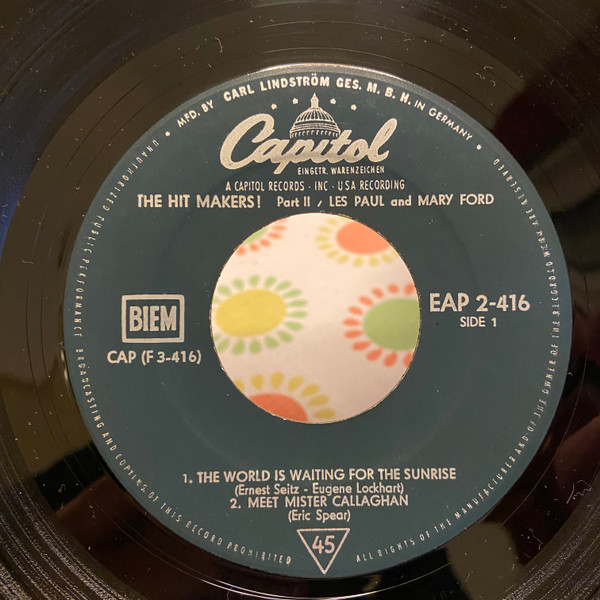 MFD. BY CARL LINDSTRÖM GES. M. B. H. IN GERMANY
Capitol
EINGETR. WARENZEICHEN
A CAPITOL RECORDS - INC - USA RECORDING
THE HIT MAKERS! Part II / LES PAUL and MARY FORD
BIEM
CAP (F 3-416)
EAP 2-416
SIDE 1
1. THE WORLD IS WAITING FOR THE SUNRISE
(Ernest Seitz - Eugene Lockhart)
2. MEET MISTER CALLAGHAN
(Eric Spear)
45
ALL RIGHTS OF THE MANUFACTURER AND OF THE OWNER OF THE RECORDED WORK ARE RESERVED
UNAUTHORIZED PUBLIC PERFORMANCE BROADCASTING AND COPYING OF THIS RECORD PROHIBITED